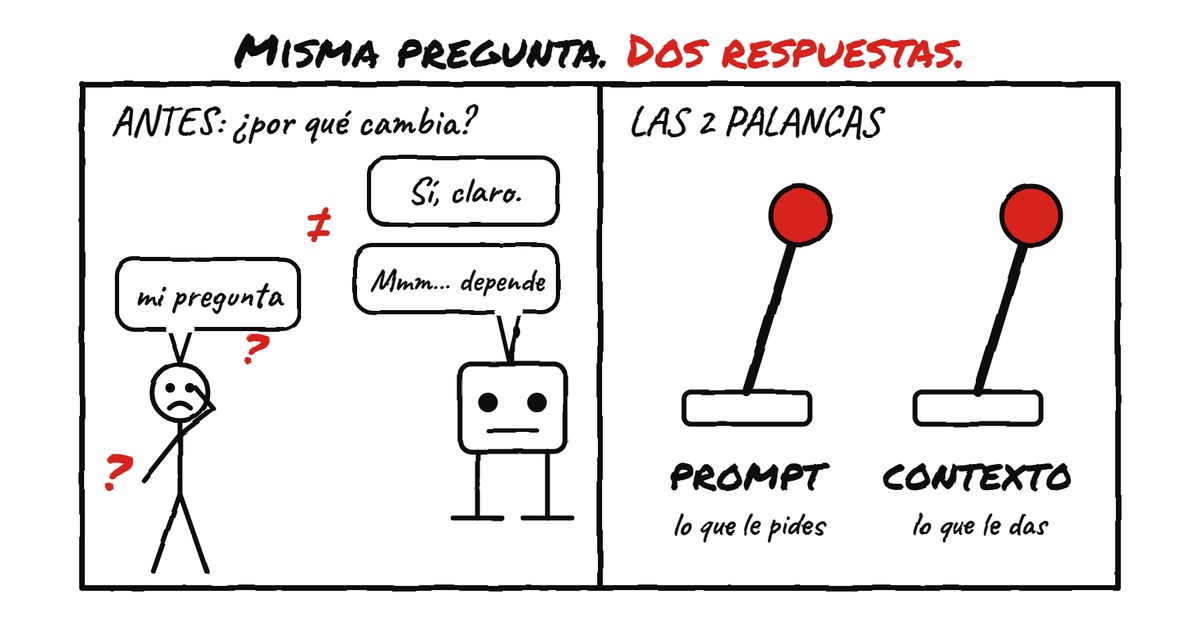 Misma pregunta. Dos respuestas.
ANTES: ¿por qué cambia?
Sí, claro.
≠
Mmm... depende
mi pregunta
?
?
LAS 2 PALANCAS
PROMPT
lo que le pides
CONTEXTO
lo que le das